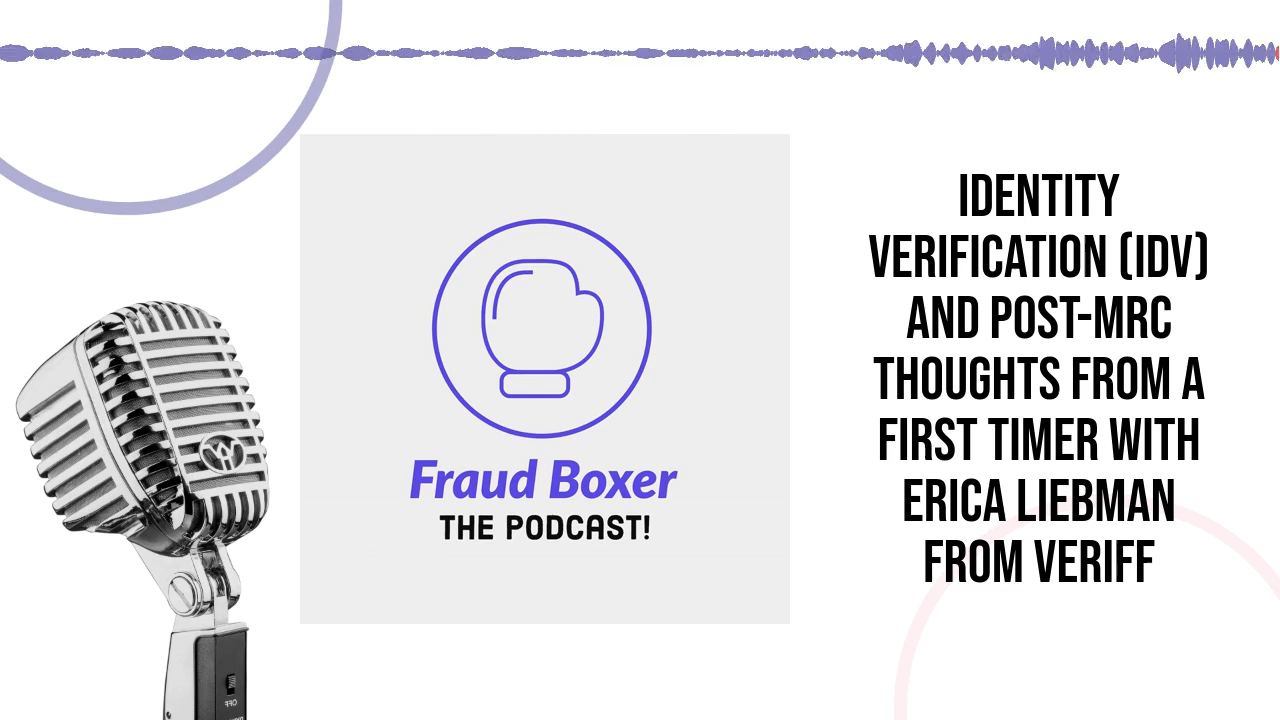 Fraud Boxer
THE PODCAST!
IDENTITY
VERIFICATION (IDV)
AND POST-MRC
THOUGHTS FROM A
FIRST TIMER WITH
ERICA LIEBMAN
FROM VERIFF
OFF